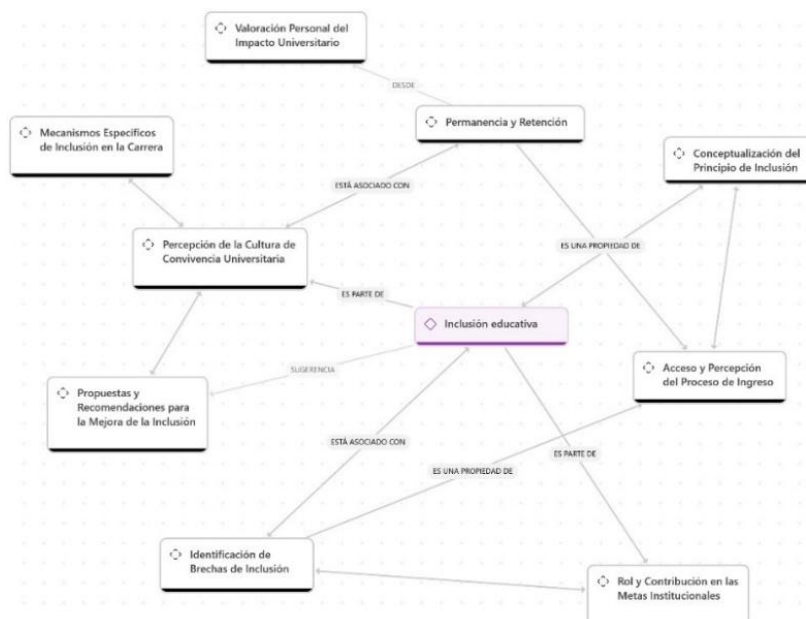 Valoración Personal del
Impacto Universitario
DESDE
Permanencia y Retención
Mecanismos Específicos
de Inclusión en la Carrera
Conceptualización del
Principio de Inclusión
ESTÁ ASOCIADO CON
Percepción de la Cultura de
Convivencia Universitaria
ES UNA PROPIEDAD DE
ES PARTE DE
Inclusión educativa
SUGERENCIA
Acceso y Percepción
del Proceso de Ingreso
Propuestas y
Recomendaciones para
la Mejora de la Inclusión
ESTÁ ASOCIADO CON
ES PARTE DE
ES UNA PROPIEDAD DE
Identificación de
Brechas de Inclusión
Rol y Contribución en las
Metas Institucionales